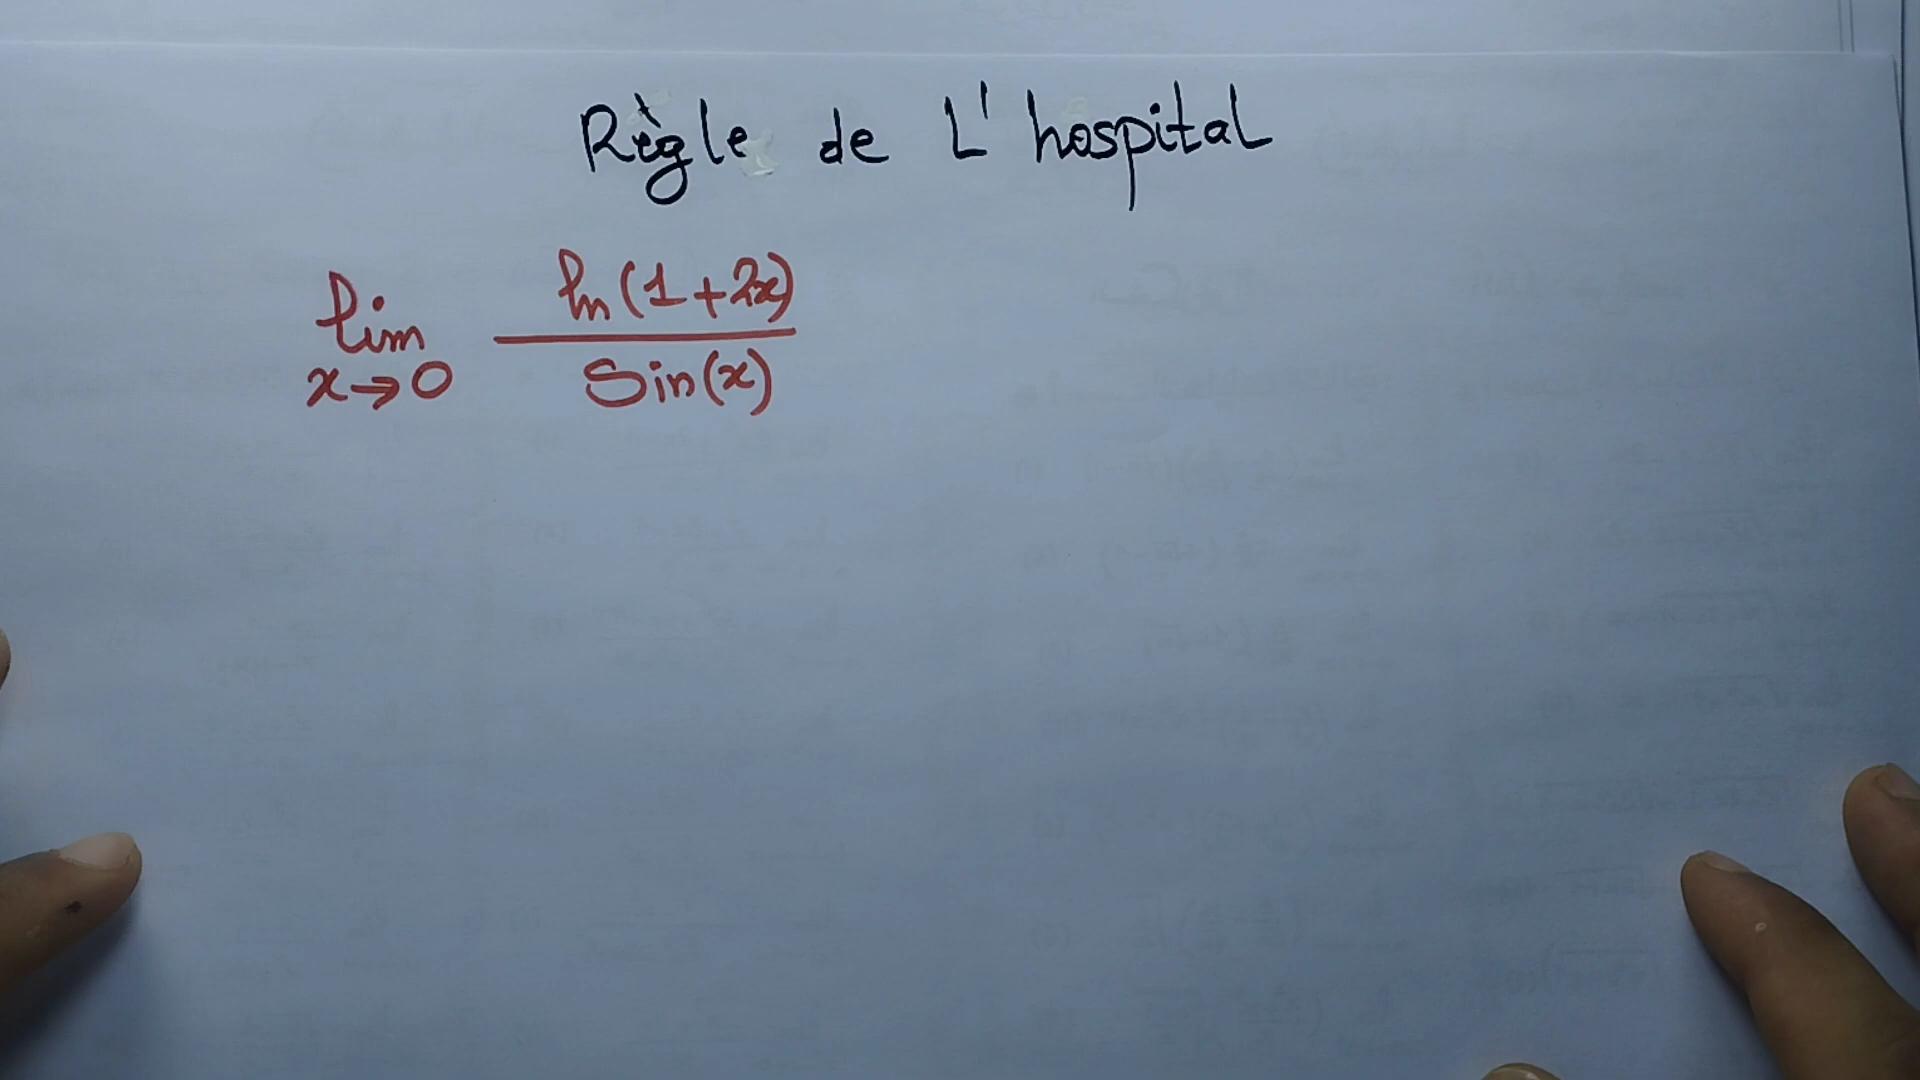 Règle de L'hospital
lim ln(1+2x)
x→0 Sin(x)